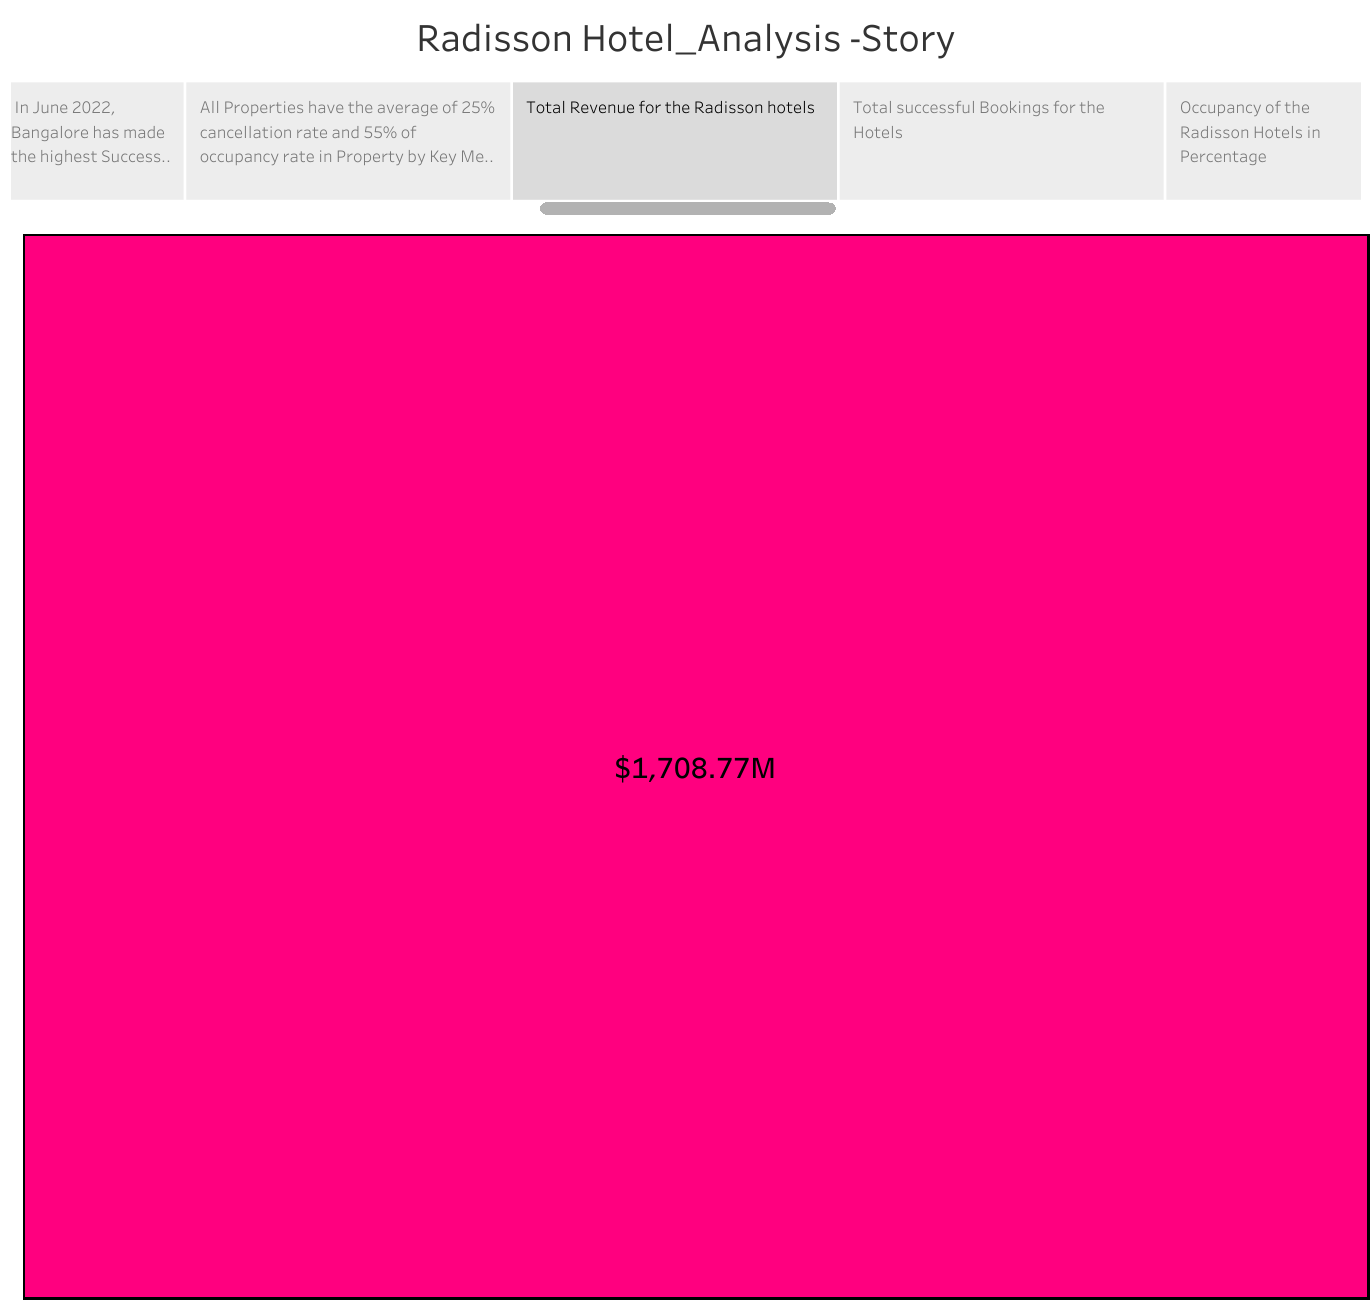 Radisson Hotel_Analysis -Story
In June 2022,
Bangalore has made
the highest Success..
All Properties have the average of 25%
cancellation rate and 55% of
occupancy rate in Property by Key Me..
Total Revenue for the Radisson hotels
Total successful Bookings for the
Hotels
Occupancy of the
Radisson Hotels in
Percentage
$1,708.77M